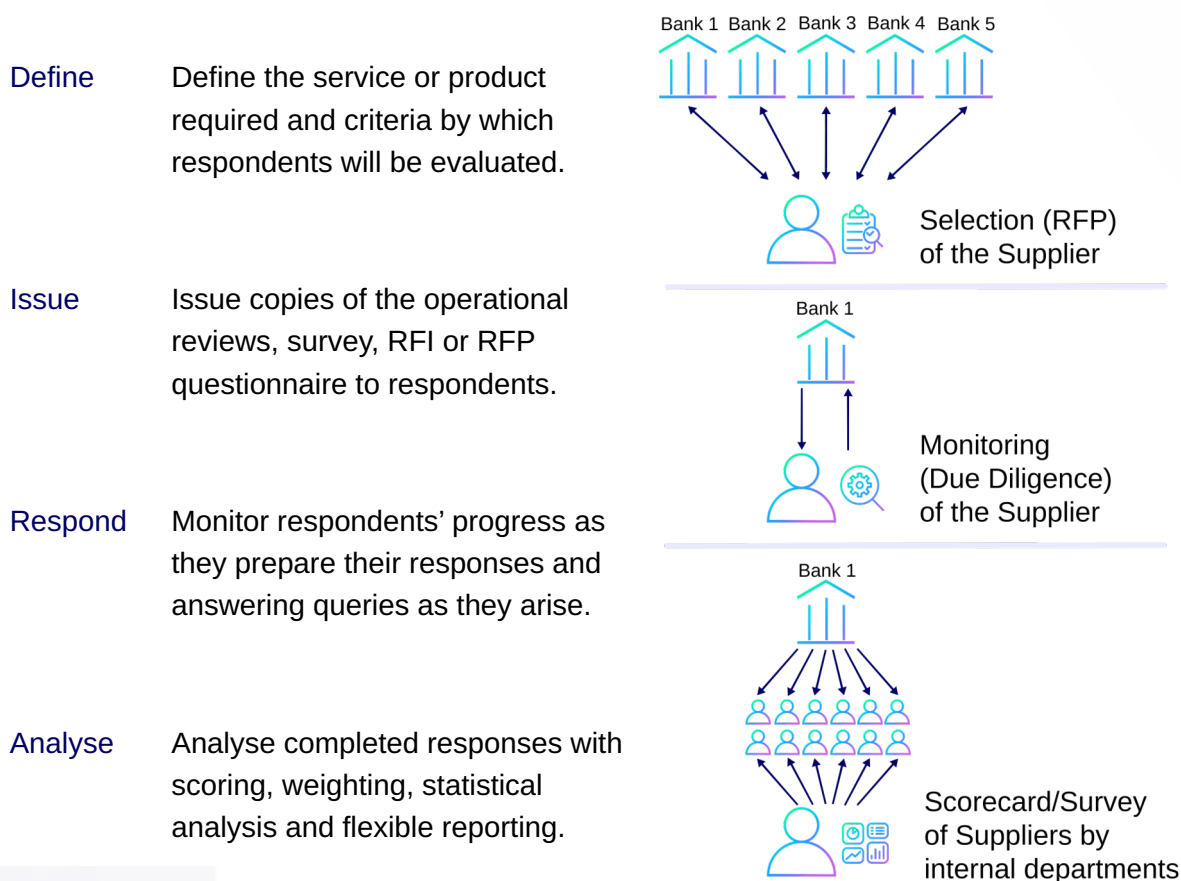 Define
Define the service or product
required and criteria by which
respondents will be evaluated.
Issue
Issue copies of the operational
reviews, survey, RFI or RFP
questionnaire to respondents.
Respond
Monitor respondents’ progress as
they prepare their responses and
answering queries as they arise.
Analyse
Analyse completed responses with
scoring, weighting, statistical
analysis and flexible reporting.
Bank 1 Bank 2 Bank 3 Bank 4 Bank 5
Selection (RFP)
of the Supplier
Bank 1
Monitoring
(Due Diligence)
of the Supplier
Bank 1
Scorecard/Survey
of Suppliers by
internal departments